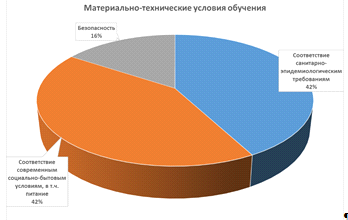 Материально-технические условия обучения
Безопасность
16%
Соответствие
санитарно-
эпидемиологическим
требованиям
42%
Соответствие
современным
социально-бытовым
условиям, в т.ч.
питание
42%